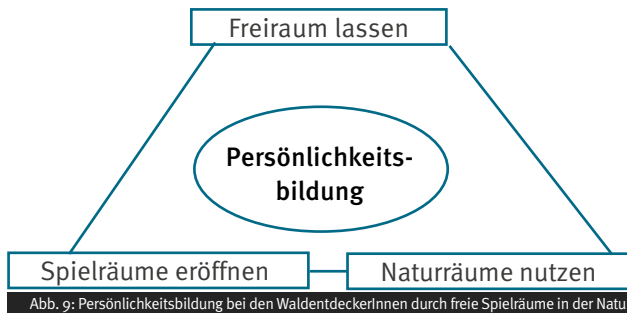 Freiraum lassen
Persönlichkeits-
bildung
Spielräume eröffnen
Naturräume nutzen
Abb. 9: Persönlichkeitsbildung bei den WaldentdeckerInnen durch freie Spielräume in der Natu